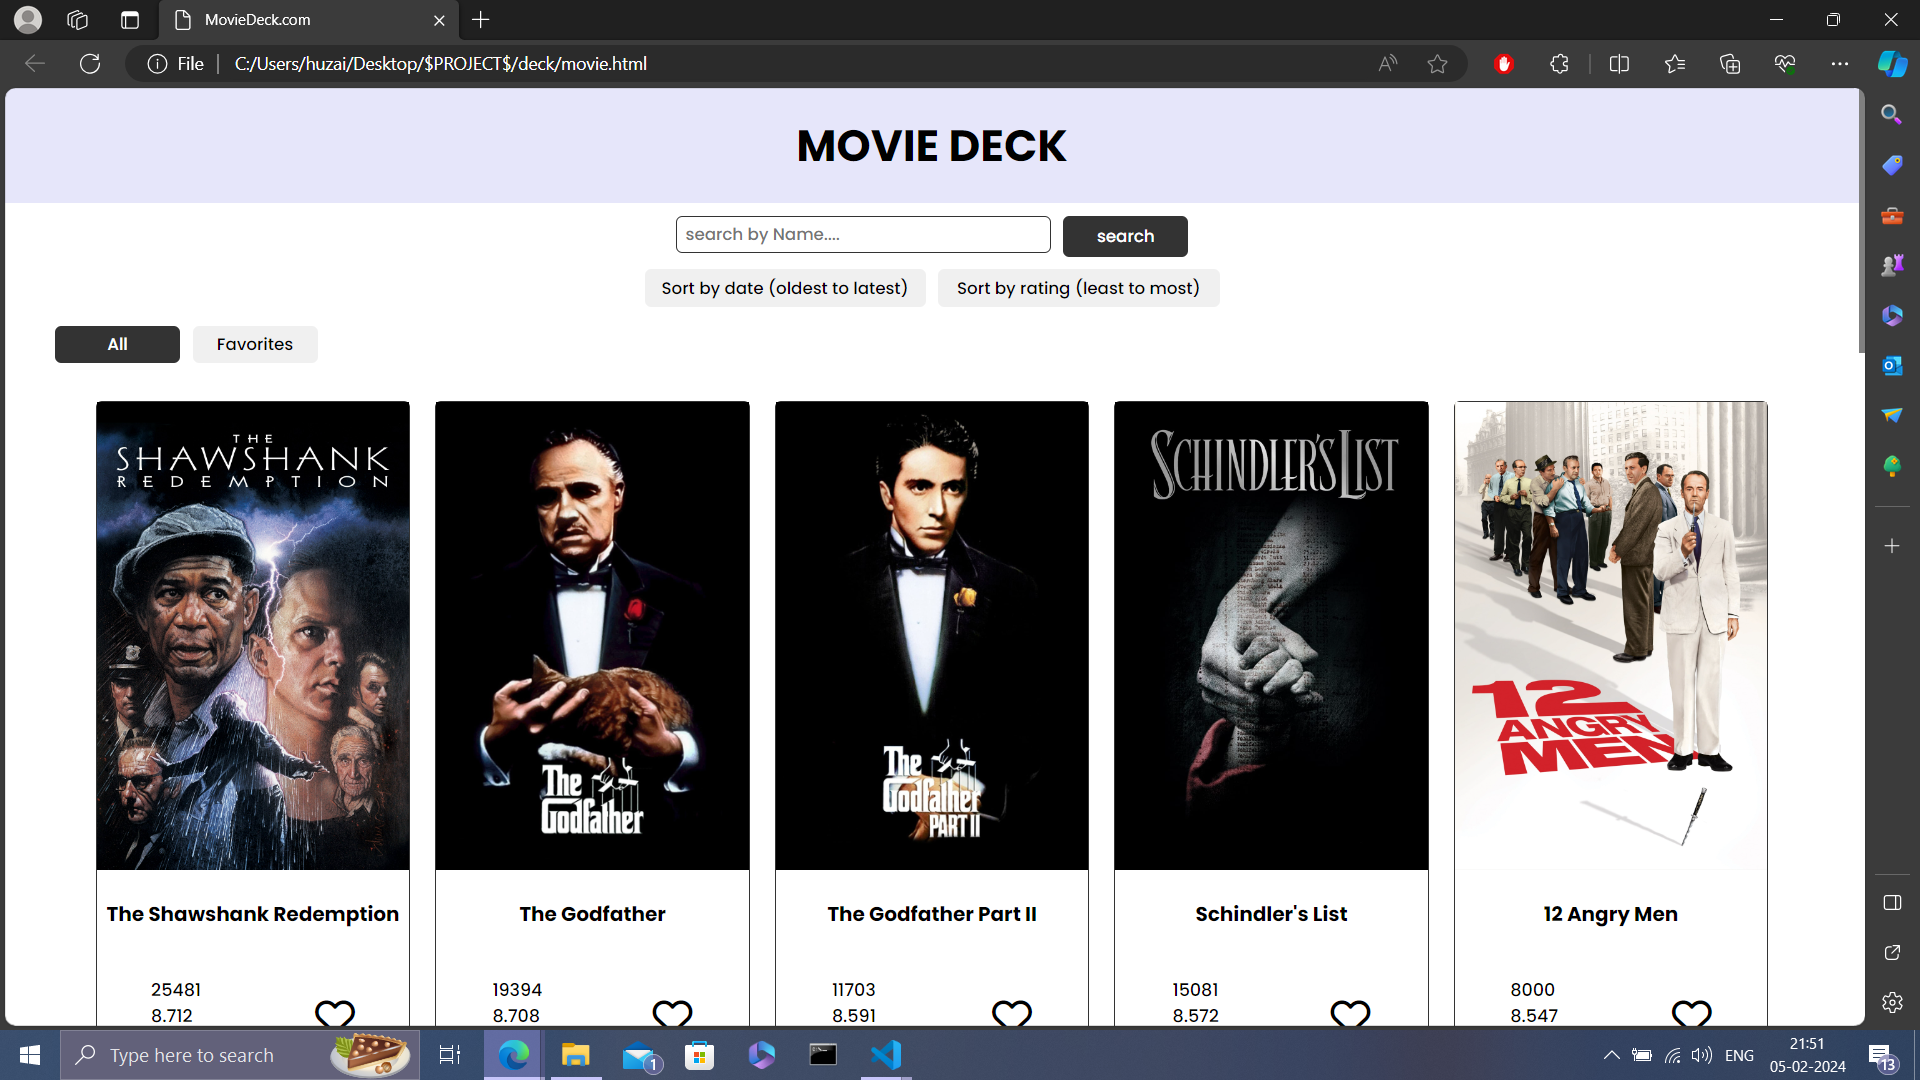 MovieDeck.com
File
C:/Users/huzai/Desktop/$PROJECT$/deck/movie.html
MOVIE DECK
search by Name....
search
Sort by date (oldest to latest)
Sort by rating (least to most)
All
Favorites
THE
SHAWSHANK
REDEMPTION
The
Godfather
The
Godfather
PART II
SCHINDLER'S LIST
12
ANGRY
MEN
The Shawshank Redemption
The Godfather
The Godfather Part II
Schindler's List
12 Angry Men
25481
8.712
19394
8.708
11703
8.591
15081
8.572
8000
8.547
Type here to search
1
ENG
21:51
05-02-2024
13